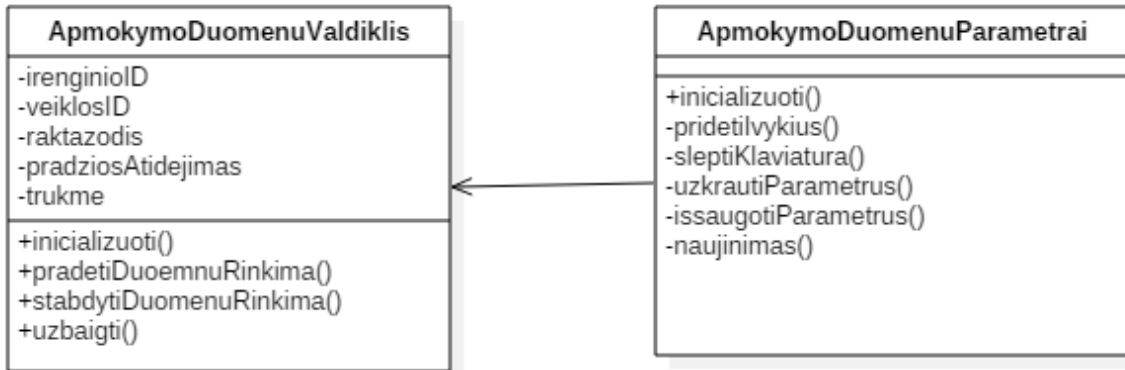 ApmokymoDuomenuValdiklis
-irenginioID
-veiklosID
-raktazodis
-pradziosAtidejimas
-trukme
+inicializuoti()
+pradetiDuoemnuRinkima()
+stabdytiDuomenuRinkima()
+uzbaigti()
ApmokymoDuomenuParametrai
+inicializuoti()
-pridetiIvykius()
-sleptiKlaviatura()
-uzkrautiParametrus()
-issaugotiParametrus()
-naujinimas()